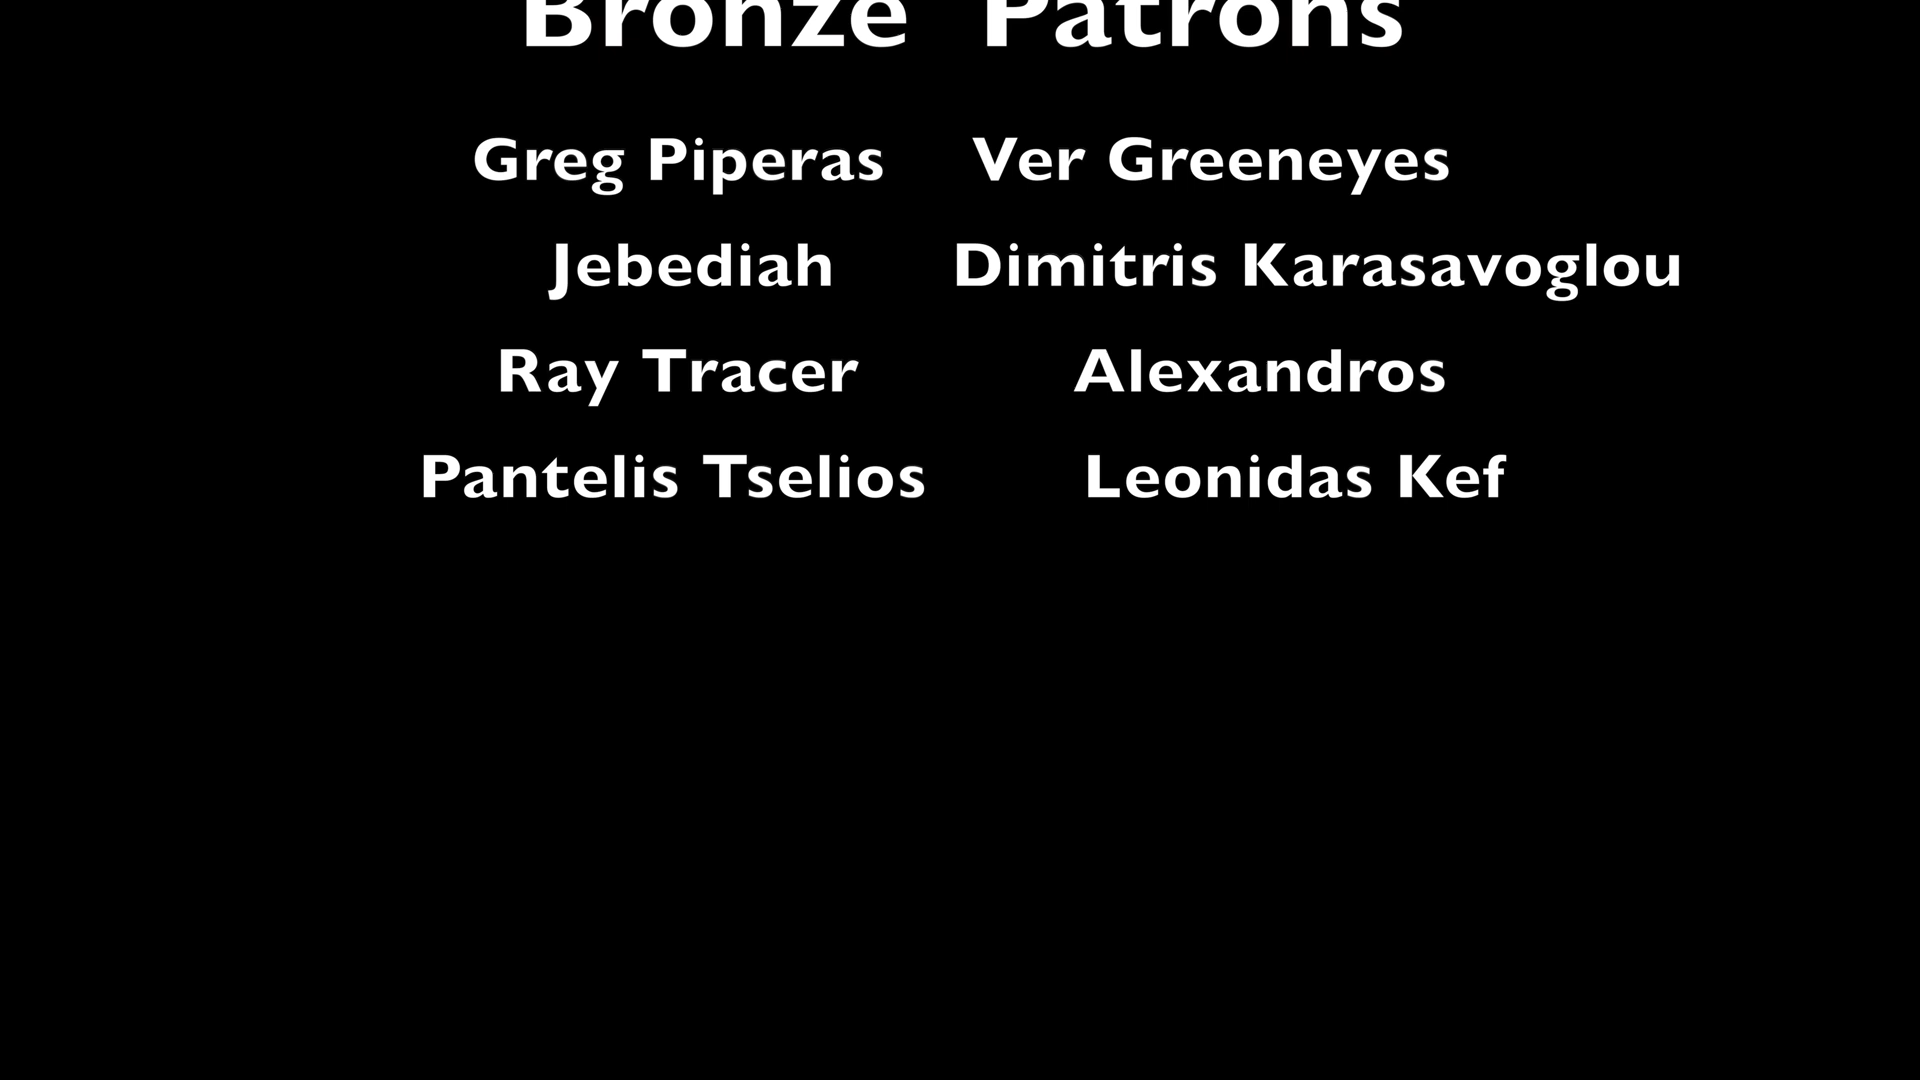 Bronze Patrons
Greg Piperas Ver Greeneyes
Jebediah Dimitris Karasavoglou
Ray Tracer Alexandros
Pantelis Tselios Leonidas Kef